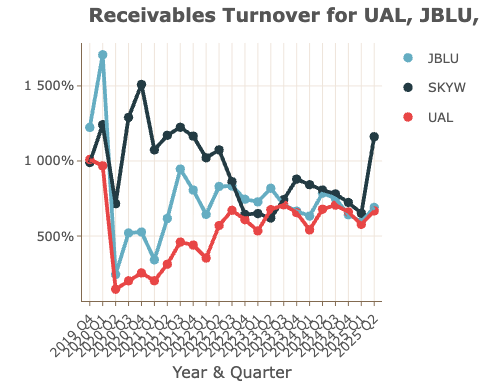 Receivables Turnover for UAL, JBLU,
JBLU
SKYW
UAL
1 500%
1 000%
500%
2019 Q4
2020 Q1
2020 Q2
2020 Q3
2020 Q4
2021 Q1
2021 Q2
2021 Q3
2021 Q4
2022 Q1
2022 Q2
2022 Q3
2022 Q4
2023 Q1
2023 Q2
2023 Q3
2023 Q4
2024 Q1
2024 Q2
2024 Q3
2024 Q4
2025 Q1
2025 Q2
Year & Quarter